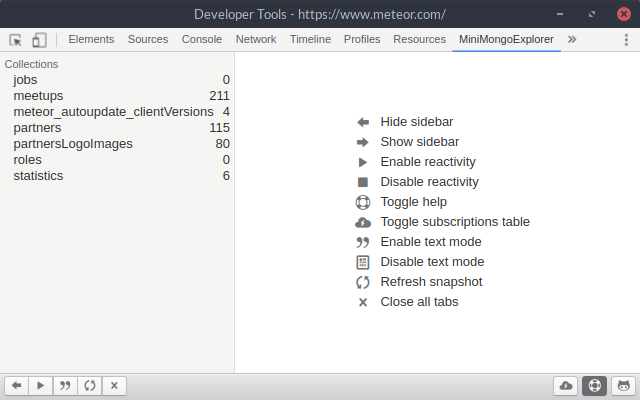 Developer Tools - https://www.meteor.com/
Elements Sources Console Network Timeline Profiles Resources MiniMongoExplorer »
Collections
jobs 0
meetups 211
meteor_autoupdate_clientVersions 4
partners 115
partnersLogoImages 80
roles 0
statistics 6
Hide sidebar
Show sidebar
Enable reactivity
Disable reactivity
Toggle help
Toggle subscriptions table
Enable text mode
Disable text mode
Refresh snapshot
Close all tabs